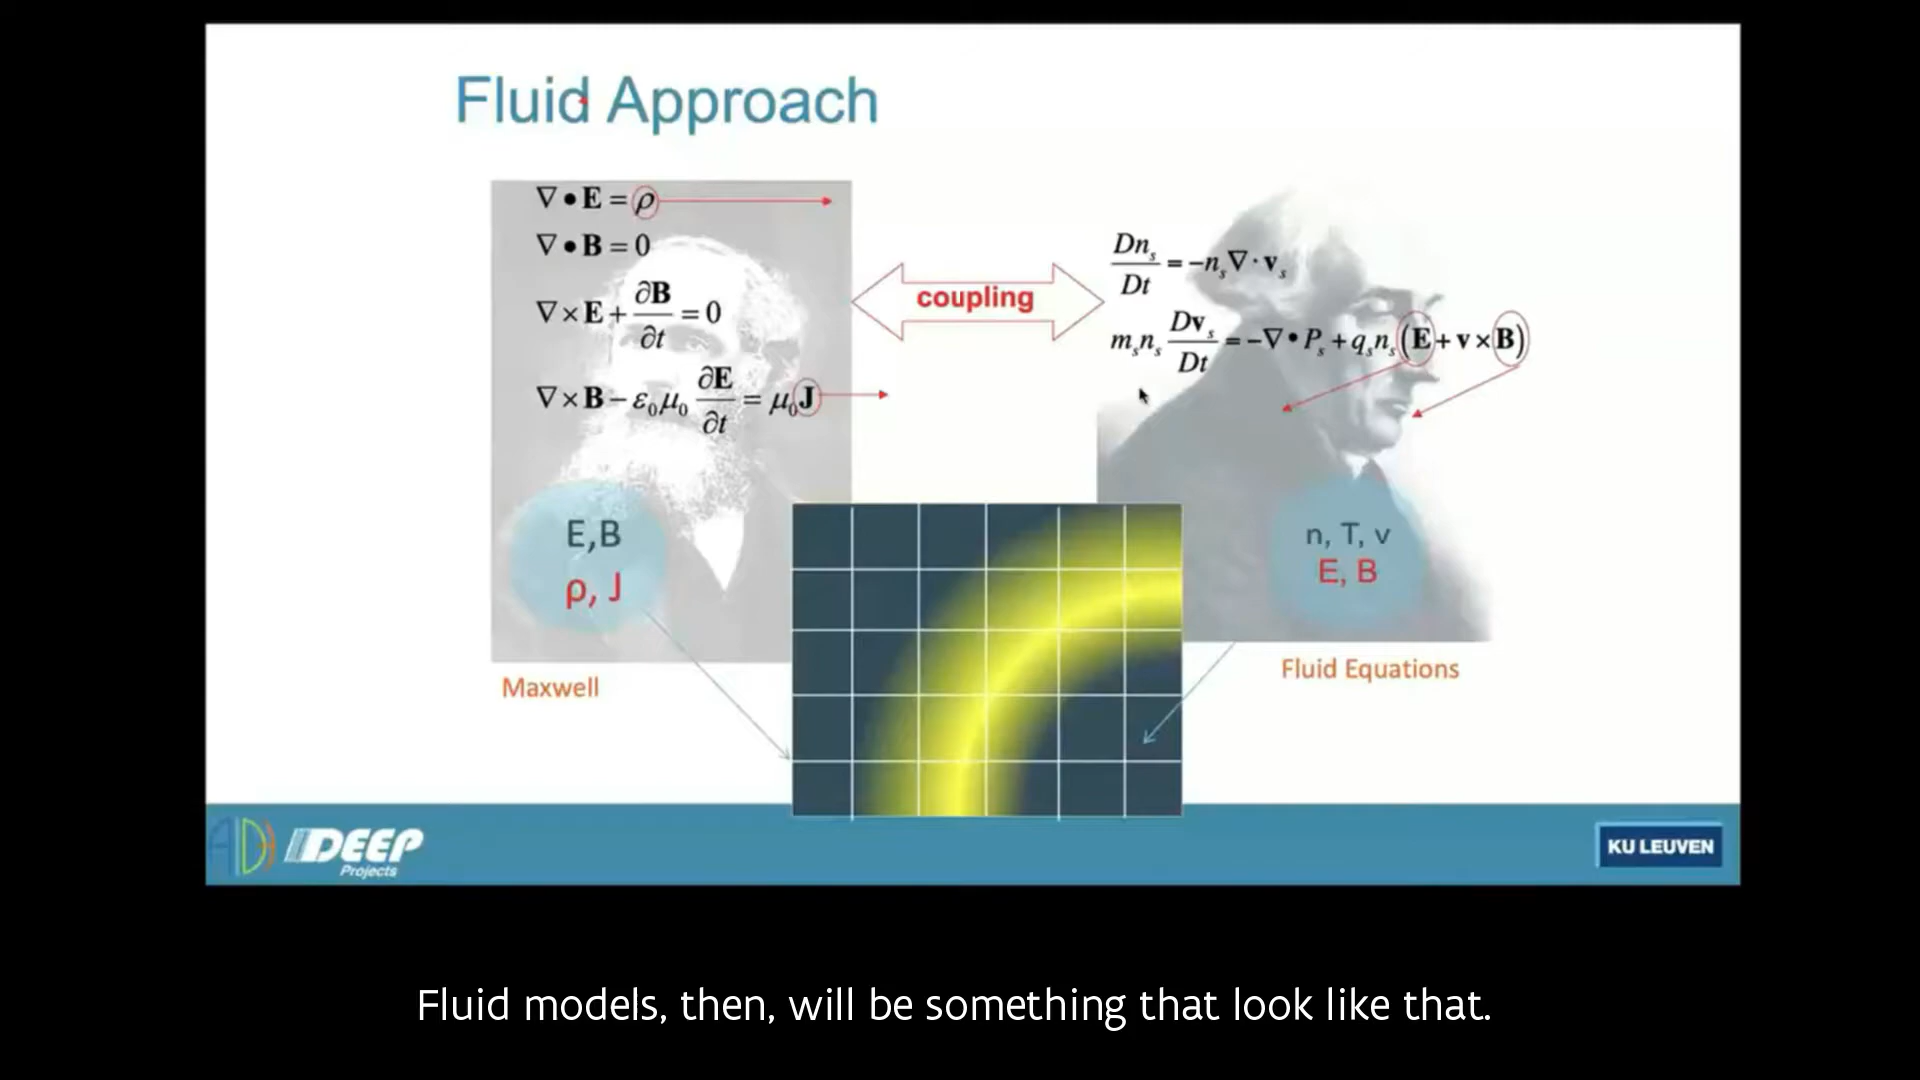 Fluid Approach
∇ • E = ρ
∇ • B = 0
∇ × E + ∂B/∂t = 0
∇ × B − ε₀μ₀ ∂E/∂t = μ₀J
coupling
Dnₛ/Dt = −nₛ∇ · vₛ
mₛnₛ Dvₛ/Dt = −∇ • Pₛ + qₛnₛ(E + v × B)
E,B
ρ, J
n, T, v
E, B
Maxwell
Fluid Equations
DEEP
Projects
KU LEUVEN
Fluid models, then, will be something that look like that.